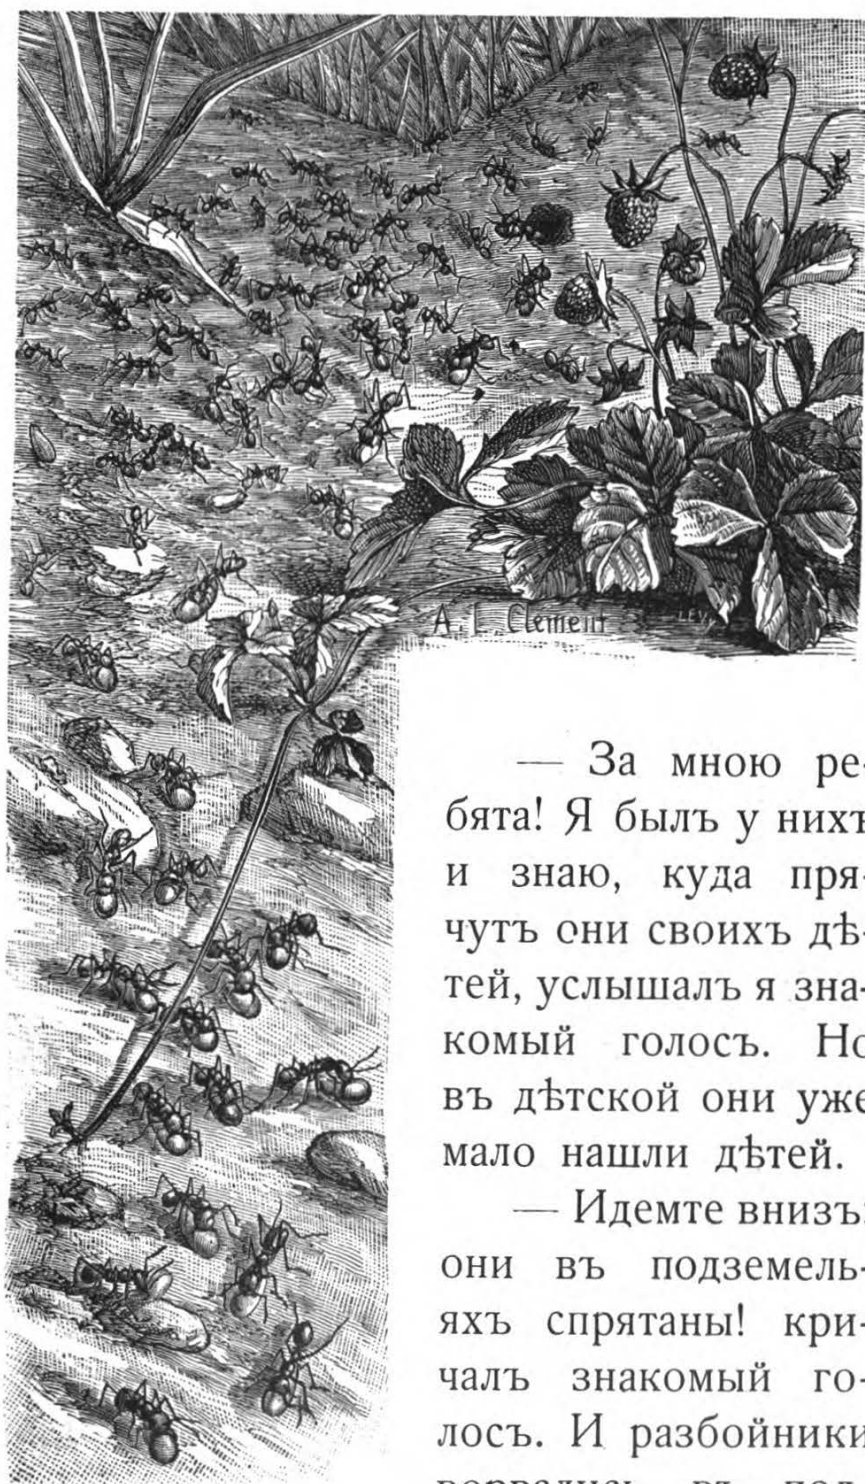 A. L. Clement
— За мною ре-
бята! Я былъ у нихъ
и знаю, куда пря-
чутъ они своихъ дѣ-
тей, услышалъ я зна-
комый голосъ. Но
въ дѣтской они уже
мало нашли дѣтей.
— Идемте внизъ:
они въ подземель-
яхъ спрятаны! кри-
чалъ знакомый го-
лосъ. И разбойники